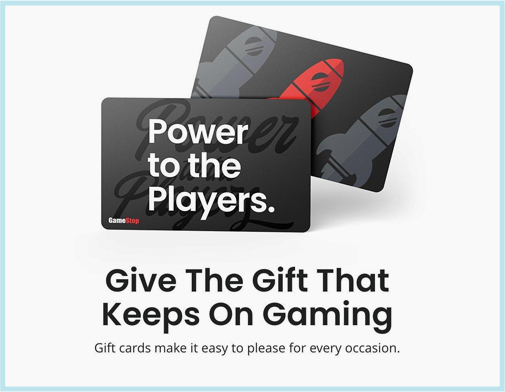 Power
to the
Players.
GameStop
Give The Gift That
Keeps On Gaming
Gift cards make it easy to please for every occasion.